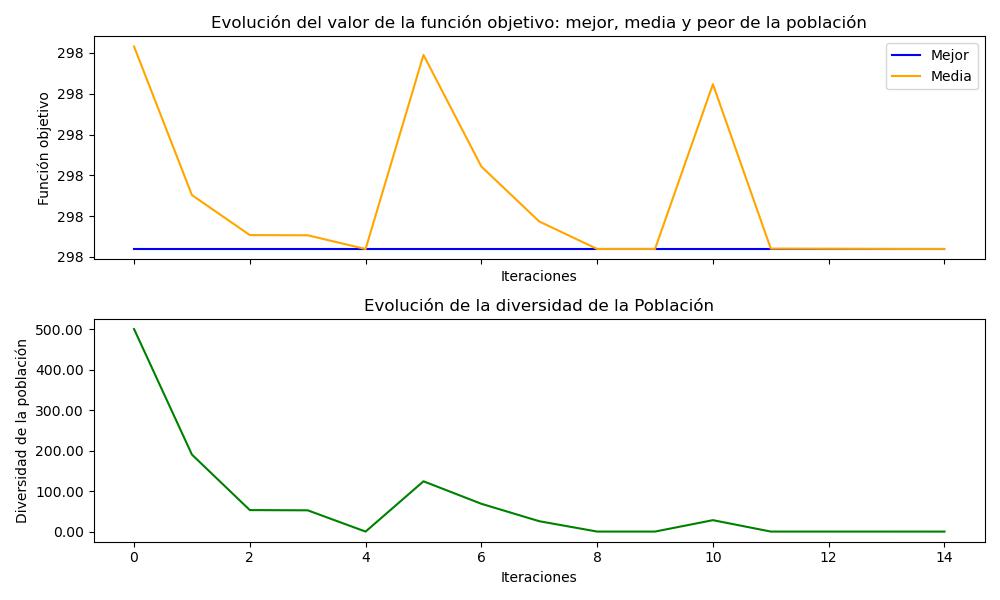 Evolución del valor de la función objetivo: mejor, media y peor de la población
298
298
298
298
298
298
Función objetivo
Mejor
Media
Iteraciones
Evolución de la diversidad de la Población
500.00
400.00
300.00
200.00
100.00
0.00
Diversidad de la población
0 2 4 6 8 10 12 14
Iteraciones